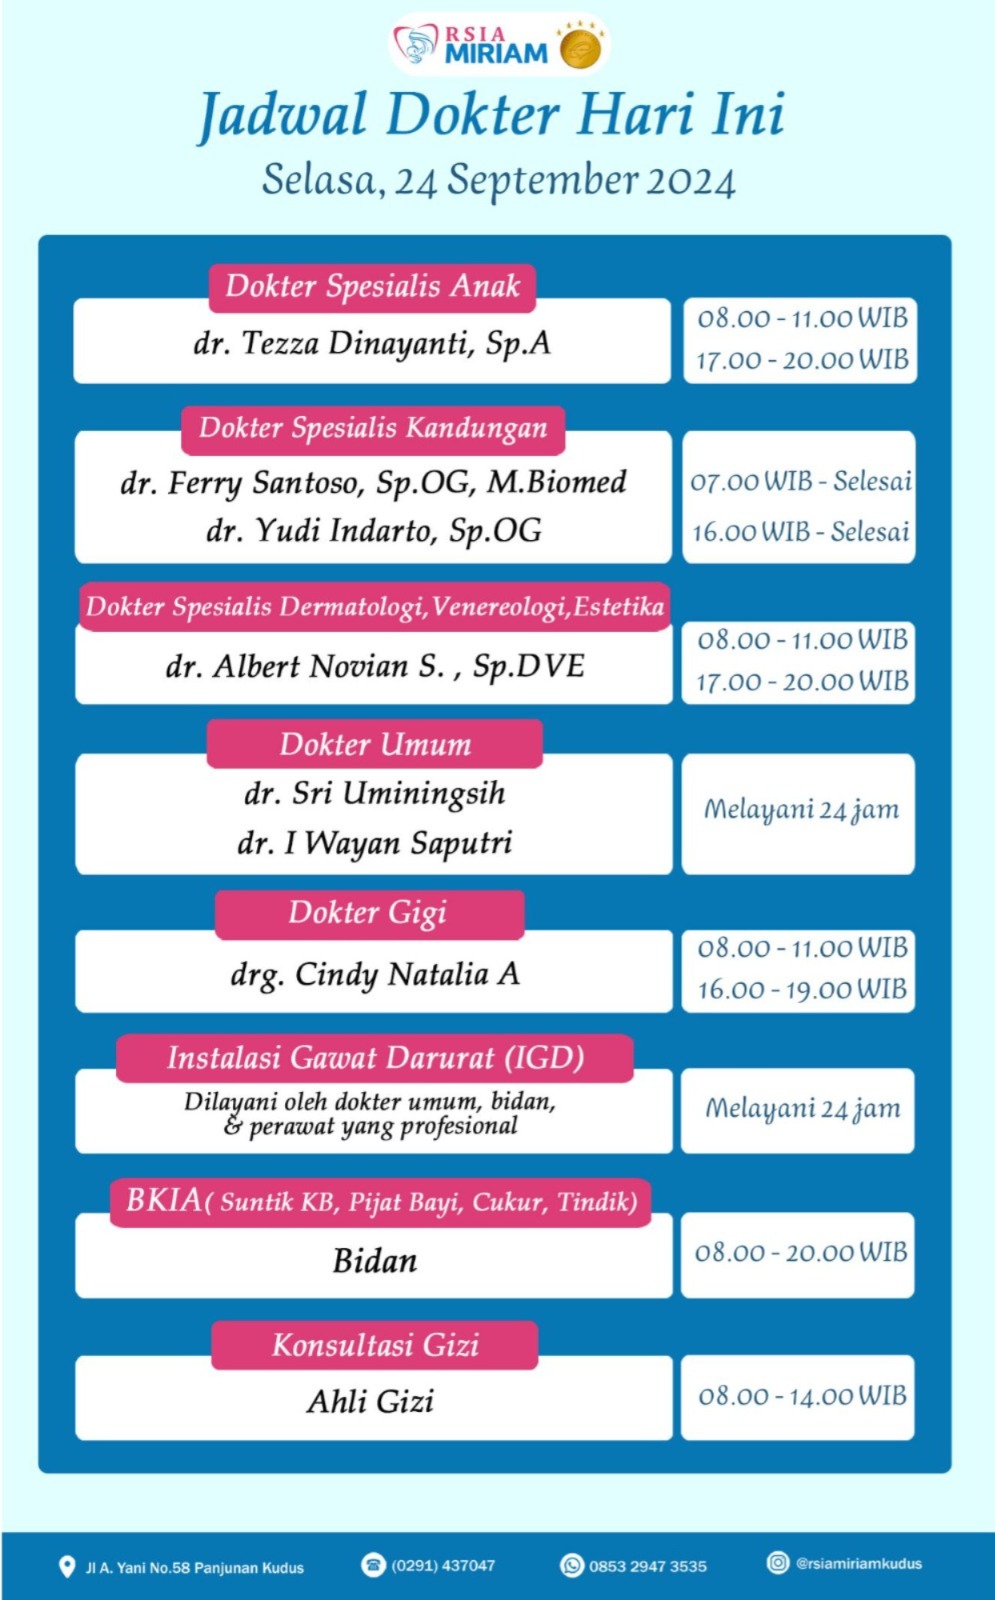 RSIA
MIRIAM
Jadwal Dokter Hari Ini
Selasa, 24 September 2024
Dokter Spesialis Anak
dr. Tezza Dinayanti, Sp.A
08.00 - 11.00 WIB
17.00 - 20.00 WIB
Dokter Spesialis Kandungan
dr. Ferry Santoso, Sp.OG, M.Biomed
07.00 WIB - Selesai
dr. Yudi Indarto, Sp.OG
16.00 WIB - Selesai
Dokter Spesialis Dermatologi,Venereologi,Estetika
dr. Albert Novian S. , Sp.DVE
08.00 - 11.00 WIB
17.00 - 20.00 WIB
Dokter Umum
dr. Sri Uminingsih
dr. I Wayan Saputri
Melayani 24 jam
Dokter Gigi
drg. Cindy Natalia A
08.00 - 11.00 WIB
16.00 - 19.00 WIB
Instalasi Gawat Darurat (IGD)
Dilayani oleh dokter umum, bidan,
& perawat yang profesional
Melayani 24 jam
BKIA( Suntik KB, Pijat Bayi, Cukur, Tindik)
Bidan
08.00 - 20.00 WIB
Konsultasi Gizi
Ahli Gizi
08.00 - 14.00 WIB
Jl A. Yani No.58 Panjunan Kudus
(0291) 437047
0853 2947 3535
@rsiamiriamkudus